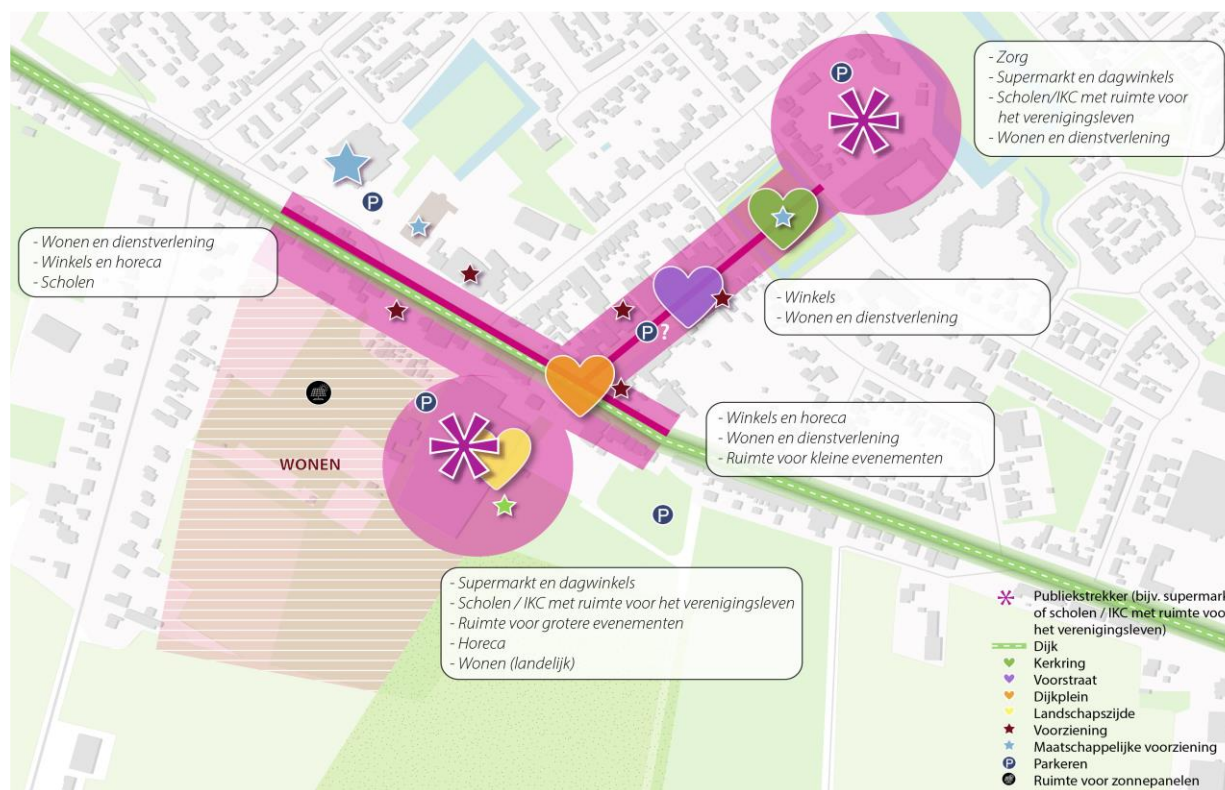 P
- Zorg
- Supermarkt en dagwinkels
- Scholen/IKC met ruimte voor
het verenigingsleven
- Wonen en dienstverlening
P
- Wonen en dienstverlening
- Winkels en horeca
- Scholen
- Winkels
- Wonen en dienstverlening
P?
P
- Winkels en horeca
- Wonen en dienstverlening
- Ruimte voor kleine evenementen
WONEN
P
- Supermarkt en dagwinkels
- Scholen / IKC met ruimte voor het verenigingsleven
- Ruimte voor grotere evenementen
- Horeca
- Wonen (landelijk)
Publiekstrekker (bijv. supermark
of scholen / IKC met ruimte voo
het verenigingsleven)
Dijk
Kerkring
Voorstraat
Dijkplein
Landschapszijde
Voorziening
Maatschappelijke voorziening
P Parkeren
Ruimte voor zonnepanelen